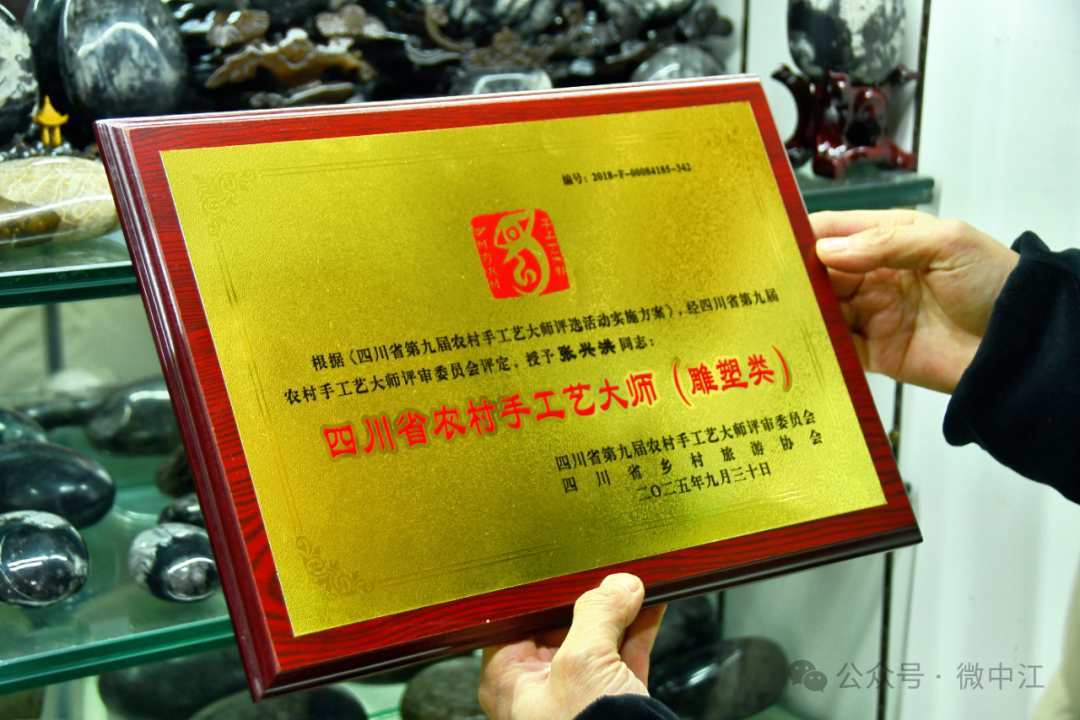 编号：2018-F-00084185-342
根据《四川省第九届农村手工艺大师评选活动实施方案》，经四川省第九届
农村手工艺大师评审委员会评定，授予张兴洪同志：
四川省农村手工艺大师（雕塑类）
四川省第九届农村手工艺大师评审委员会
四川省乡村旅游协会
二〇二五年九月三十日
公众号·微中江